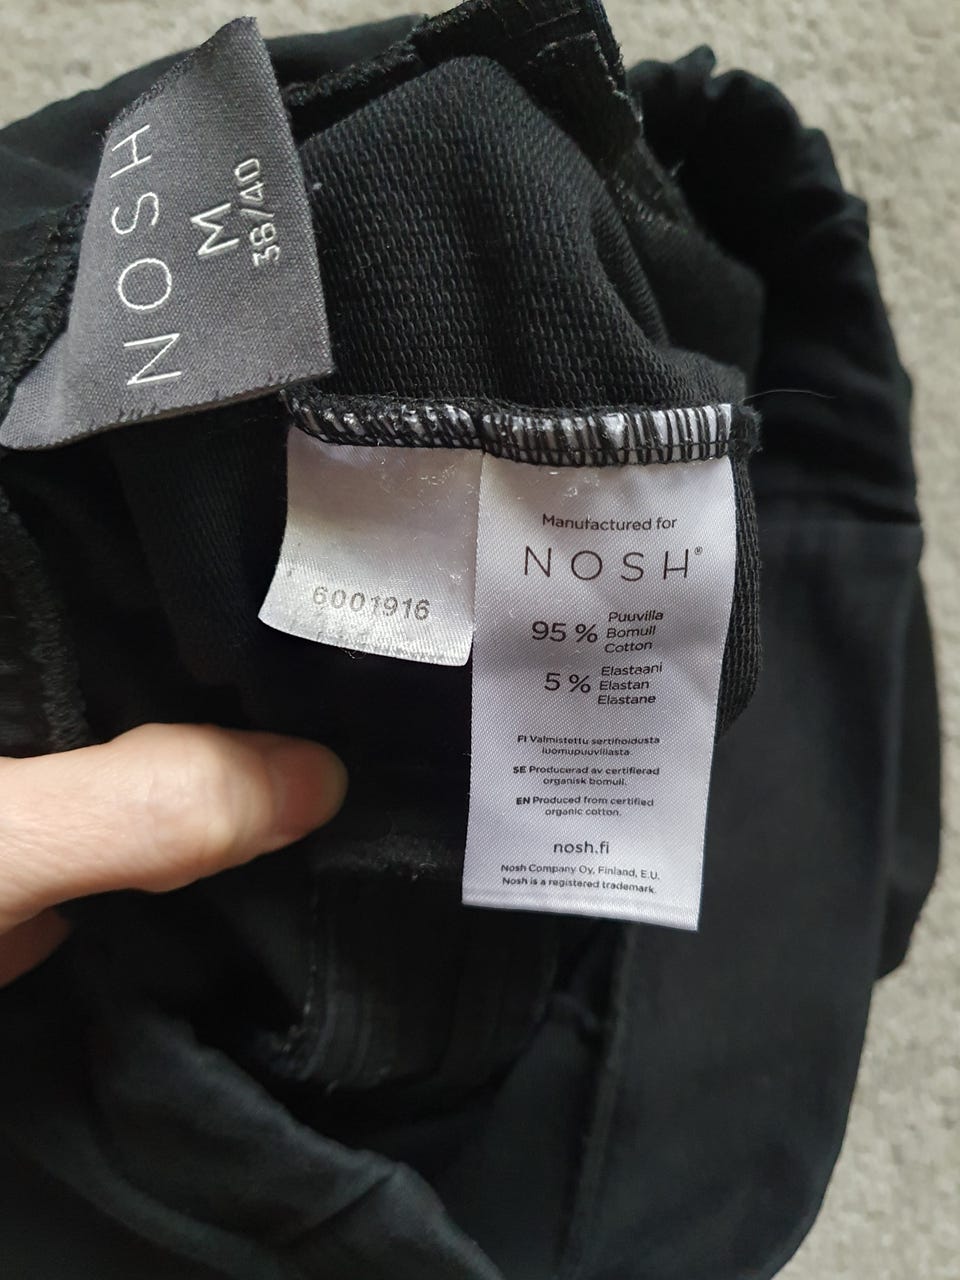 NOSH
M
36/40
6001916
Manufactured for
NOSH®
95 % Puuvilla
Bomull
Cotton
5 % Elastaani
Elastan
Elastane
FI Valmistettu sertifioidusta
luomupuuvillasta.
SE Producerad av certifierad
organisk bomull.
EN Produced from certified
organic cotton.
nosh.fi
Nosh Company Oy, Finland, E.U.
Nosh is a registered trademark.